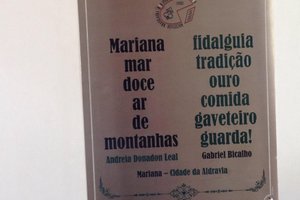 Mariana
mar
doce
ar
de
montanhas
Andreia Donadon Leal
fidalguia
tradição
ouro
comida
gaveteiro
guarda!
Gabriel Bicalho
Mariana – Cidade da Aldravia